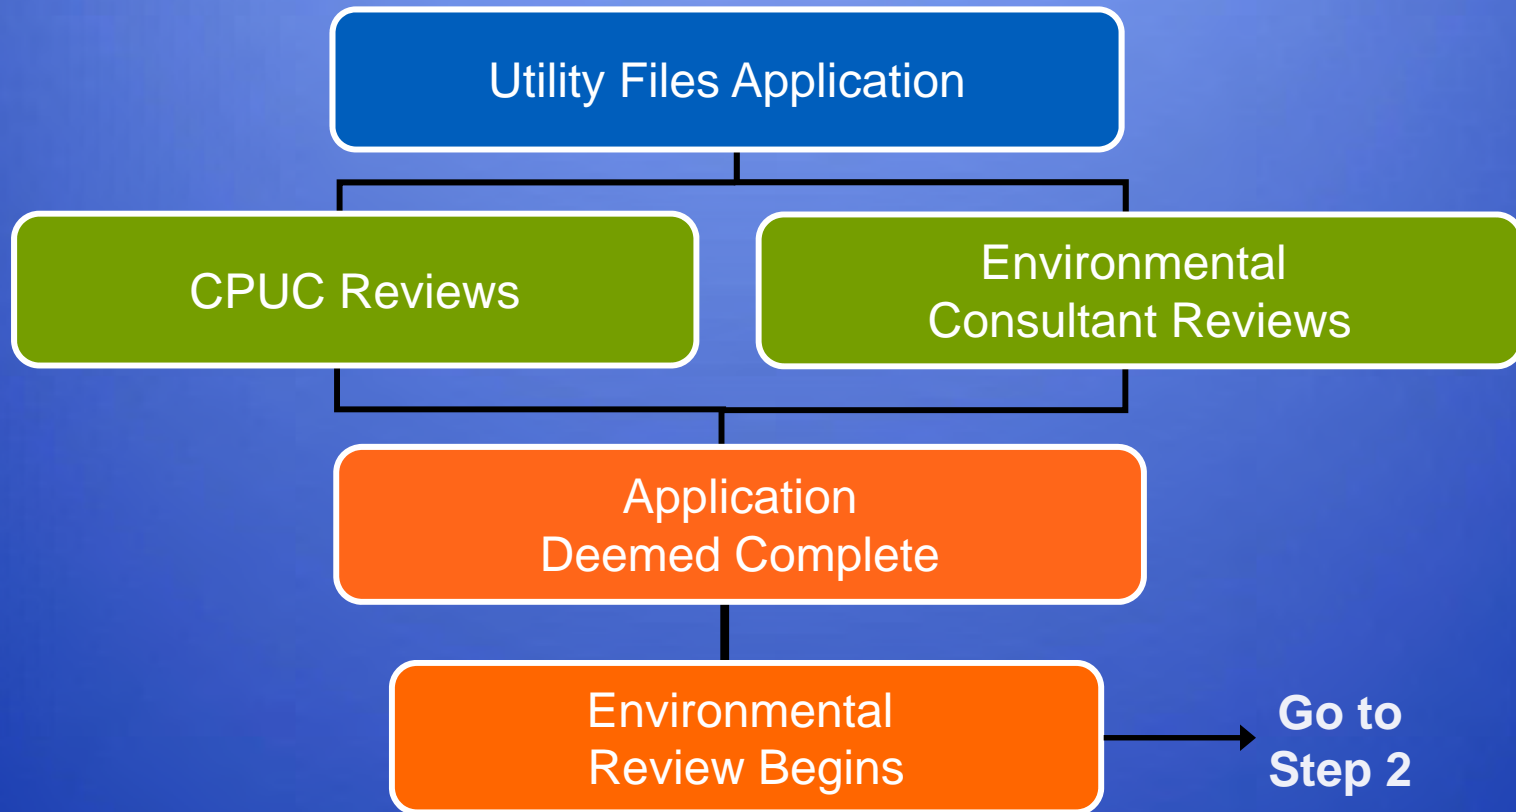 Utility Files Application
CPUC Reviews
Environmental
Consultant Reviews
Application
Deemed Complete
Environmental
Review Begins
Go to
Step 2